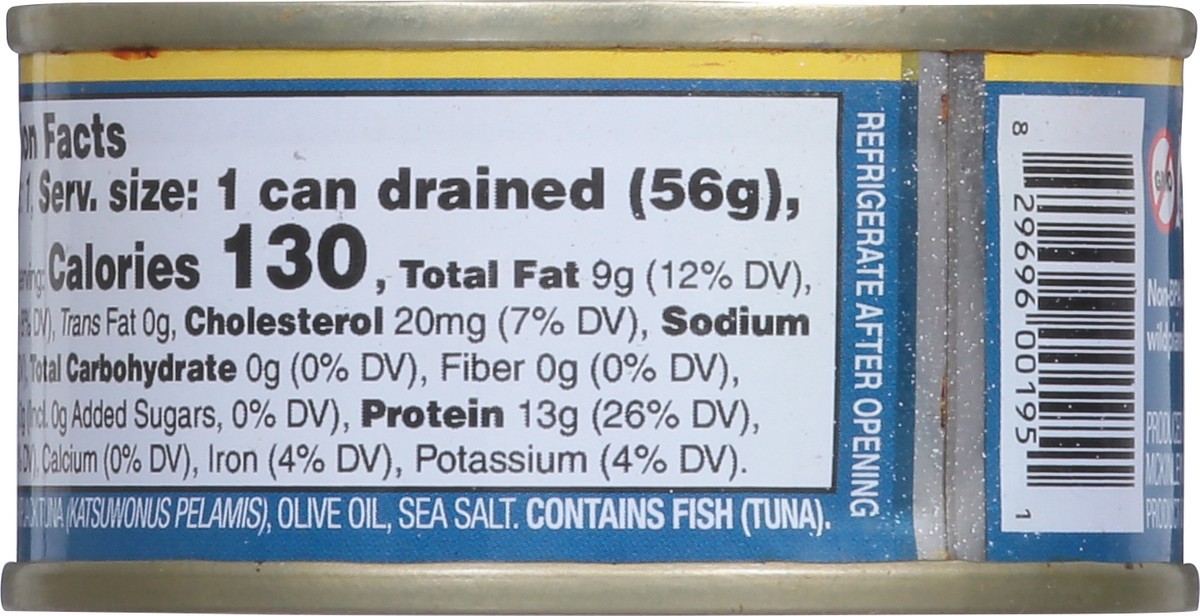 Facts
1, Serv. size: 1 can drained (56g),
Calories 130, Total Fat 9g (12% DV),
DV), Trans Fat 0g, Cholesterol 20mg (7% DV), Sodium
Total Carbohydrate 0g (0% DV), Fiber 0g (0% DV),
0g Added Sugars, 0% DV), Protein 13g (26% DV),
DV), Calcium (0% DV), Iron (4% DV), Potassium (4% DV).
(KATSUWONUS PELAMIS), OLIVE OIL, SEA SALT. CONTAINS FISH (TUNA).
REFRIGERATE AFTER OPENING
8 29696 00195 1